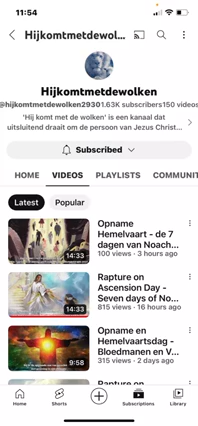 11:54
Hijkomtmetdewol...
Hijkomtmetdewolken
@hijkomtmetdewolken2930 1.63K subscribers 150 videos
'Hij komt met de wolken' is een kanaal dat
uitsluitend draait om de persoon van Jezus Christ...
Subscribed
HOME VIDEOS PLAYLISTS COMMUNIT
Latest Popular
Opname
Hemelvaart - de 7
dagen van Noach...
100 views · 3 hours ago
14:33
Rapture on
Ascension Day -
Seven days of No...
815 views · 16 hours ago
14:33
Opname en
Hemelvaartsdag -
Bloedmanen en V...
315 views · 2 days ago
9:58
Rapture on
Home Shorts Subscriptions Library